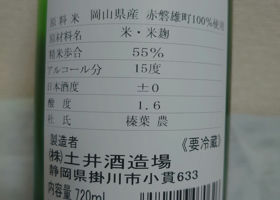 原料米 岡山県産 赤磐雄町100%使用
原材料名 米・米麹
精米歩合 55%
アルコール分 15度
日本酒度 ±0
酸度 1.6
杜氏 榛葉 農
製造者 《要冷蔵》
(株)土井酒造場
静岡県掛川市小貫633
内容量 720ml